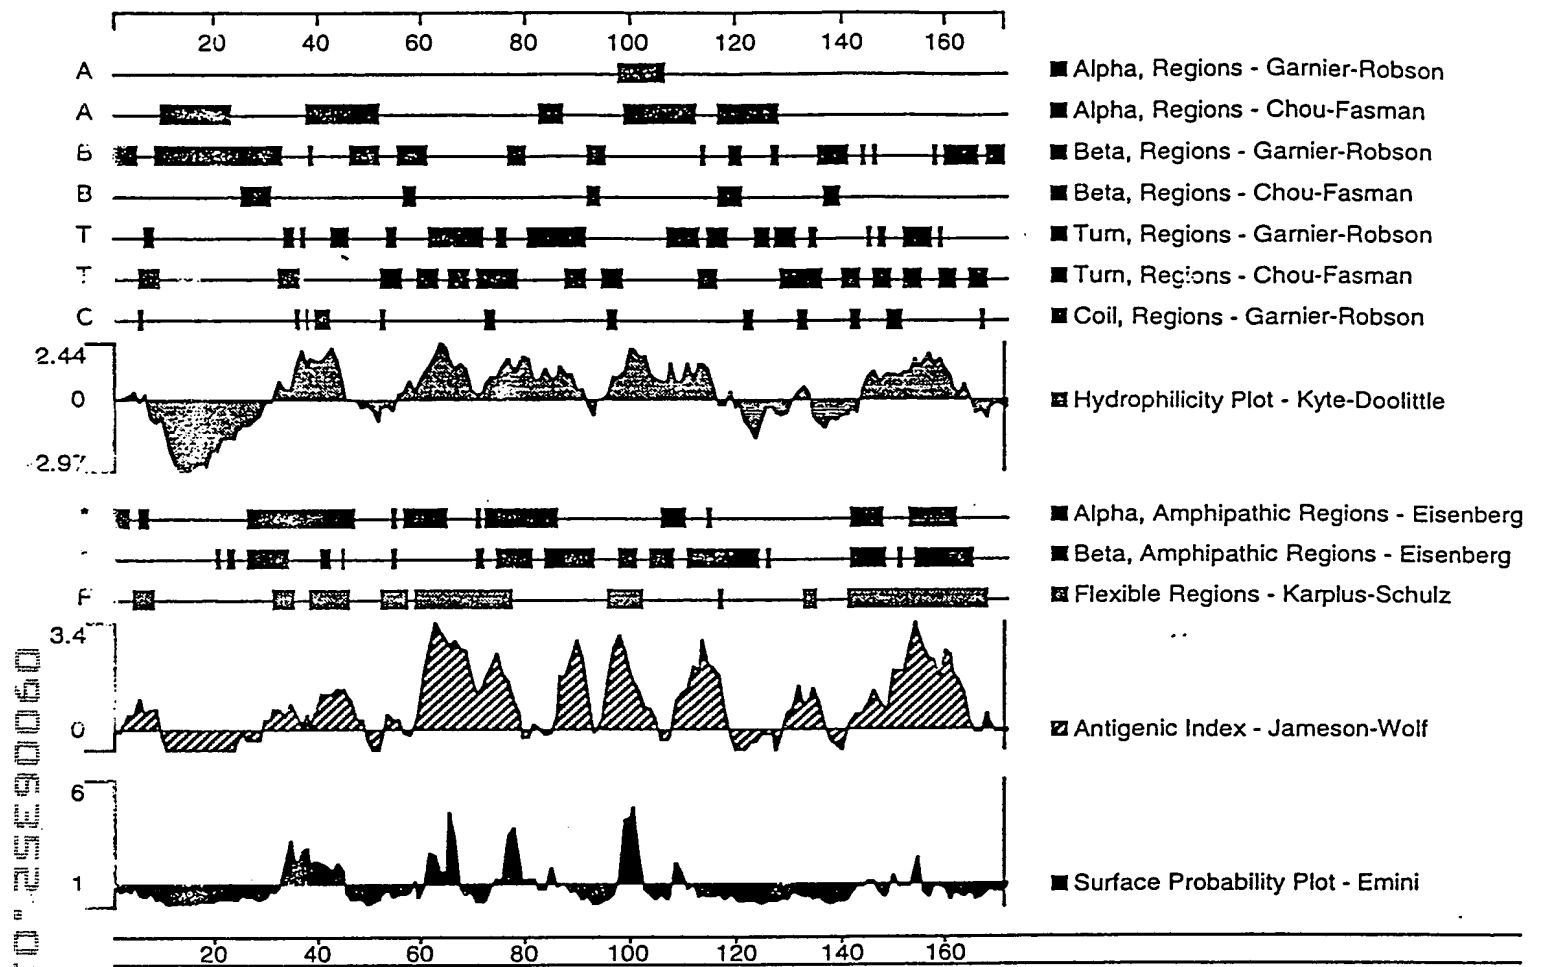 20 40 60 80 100 120 140 160
A Alpha, Regions - Garnier-Robson
A Alpha, Regions - Chou-Fasman
B Beta, Regions - Garnier-Robson
B Beta, Regions - Chou-Fasman
T Turn, Regions - Garnier-Robson
T Turn, Regions - Chou-Fasman
C Coil, Regions - Garnier-Robson
2.44
0 Hydrophilicity Plot - Kyte-Doolittle
-2.97
* Alpha, Amphipathic Regions - Eisenberg
Beta, Amphipathic Regions - Eisenberg
F Flexible Regions - Karplus-Schulz
3.4
0 Antigenic Index - Jameson-Wolf
6
1 Surface Probability Plot - Emini
20 40 60 80 100 120 140 160